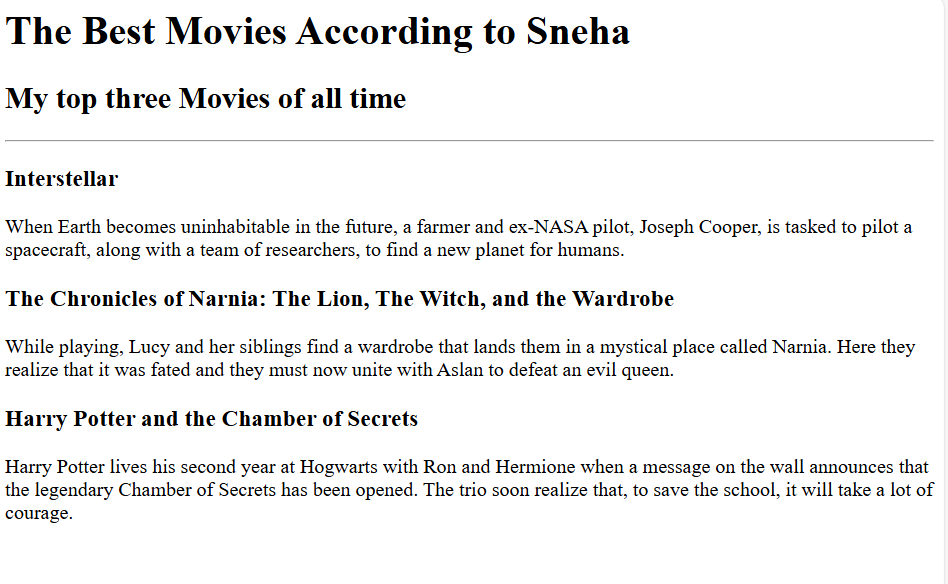 The Best Movies According to Sneha
My top three Movies of all time
Interstellar
When Earth becomes uninhabitable in the future, a farmer and ex-NASA pilot, Joseph Cooper, is tasked to pilot a
spacecraft, along with a team of researchers, to find a new planet for humans.
The Chronicles of Narnia: The Lion, The Witch, and the Wardrobe
While playing, Lucy and her siblings find a wardrobe that lands them in a mystical place called Narnia. Here they
realize that it was fated and they must now unite with Aslan to defeat an evil queen.
Harry Potter and the Chamber of Secrets
Harry Potter lives his second year at Hogwarts with Ron and Hermione when a message on the wall announces that
the legendary Chamber of Secrets has been opened. The trio soon realize that, to save the school, it will take a lot of
courage.